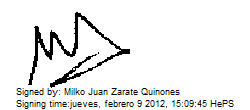 Signed by: Milko Juan Zarate Quinones
Signing time:jueves, febrero 9 2012, 15:09:45 HePS